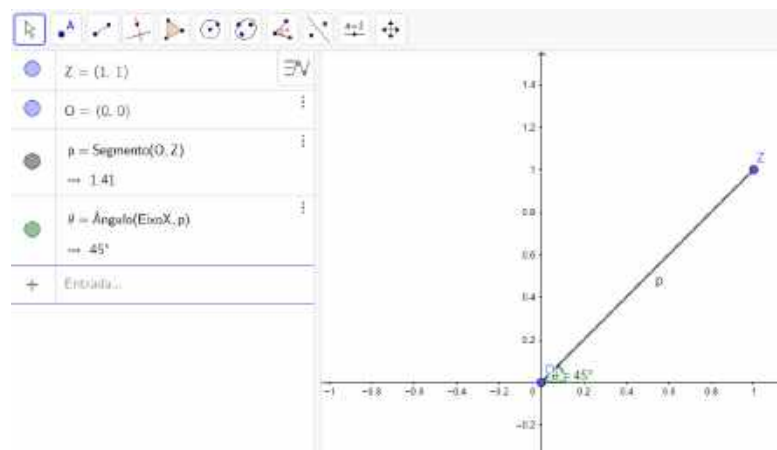 a=2
Z = (1, 1)
O = (0, 0)
p = Segmento(O, Z)
→ 1.41
θ = Ângulo(EixoX, p)
→ 45°
+ Entrada...
1.4
1.2
1
0.8
0.6
0.4
0.2
-0.2
-1 -0.8 -0.6 -0.4 -0.2 0 0.2 0.4 0.6 0.8 1
Z
p
O
θ = 45°